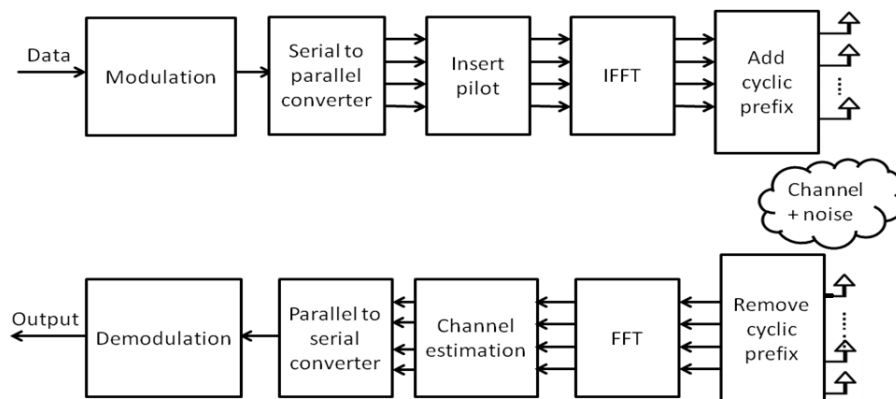 Data
Modulation
Serial to
parallel
converter
Insert
pilot
IFFT
Add
cyclic
prefix
Channel
+ noise
Output
Demodulation
Parallel to
serial
converter
Channel
estimation
FFT
Remove
cyclic
prefix